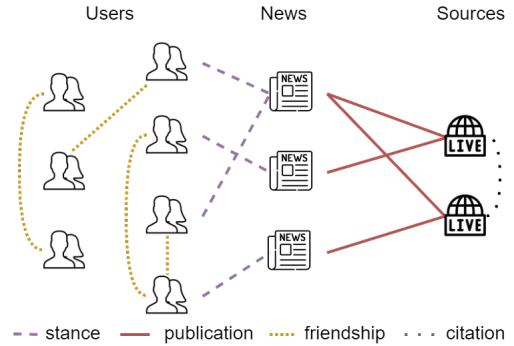 Users News Sources
NEWS
NEWS
NEWS
LIVE
LIVE
stance publication friendship citation